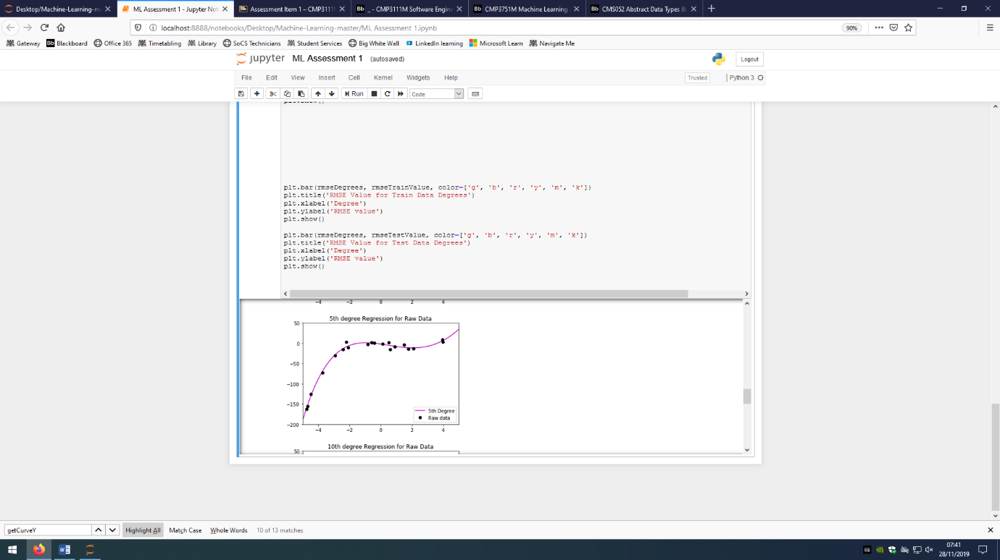 Desktop/Machine-Learning-m
ML Assessment 1 - Jupyter Not
Assessment Item 1 – CMP3111
_ - CMP3111M Software Engine
CMP3751M Machine Learning
CMS052 Abstract Data Types &
localhost:8888/notebooks/Desktop/Machine-Learning-master/ML Assessment 1.ipynb
90%
Gateway Bb Blackboard Office 365 Timetabling Library SoCS Technicians Student Services Big White Wall LinkedIn learning Microsoft Learn Navigate Me
jupyter ML Assessment 1 (autosaved)
Logout
File Edit View Insert Cell Kernel Widgets Help
Trusted Python 3
Run Code
plt.show()
plt.bar(rmseDegrees, rmseTrainValue, color=['g', 'b', 'r', 'y', 'm', 'k'])
plt.title('RMSE Value for Train Data Degrees')
plt.xlabel('Degree')
plt.ylabel('RMSE value')
plt.show()
plt.bar(rmseDegrees, rmseTestValue, color=['g', 'b', 'r', 'y', 'm', 'k'])
plt.title('RMSE Value for Test Data Degrees')
plt.xlabel('Degree')
plt.ylabel('RMSE value')
plt.show()
−4 −2 0 2 4
5th degree Regression for Raw Data
50
0
−50
−100
−150
−200
5th Degree
Raw data
−4 −2 0 2 4
10th degree Regression for Raw Data
50
getCurveY
Highlight All Match Case Whole Words 10 of 13 matches
07:41
28/11/2019